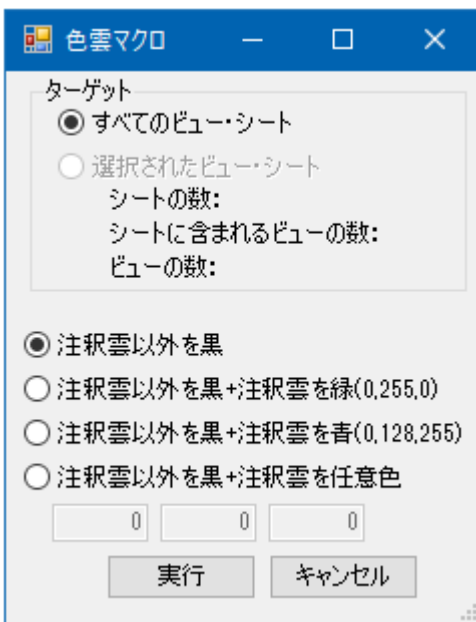 色雲マクロ
ターゲット
すべてのビュー・シート
選択されたビュー・シート
シートの数:
シートに含まれるビューの数:
ビューの数:
注釈雲以外を黒
注釈雲以外を黒+注釈雲を緑(0,255,0)
注釈雲以外を黒+注釈雲を青(0,128,255)
注釈雲以外を黒+注釈雲を任意色
0 0 0
実行 キャンセル